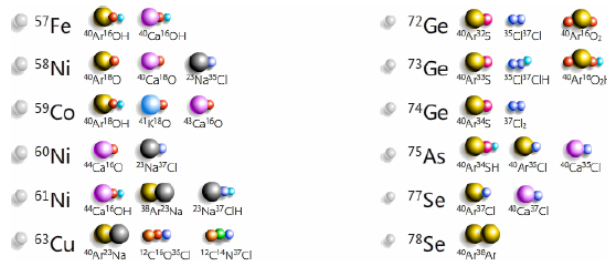 ⁵⁷Fe
⁴⁰Ar¹⁶OH ⁴⁰Ca¹⁶OH
⁵⁸Ni
⁴⁰Ar¹⁸O ⁴⁰Ca¹⁸O ²³Na³⁵Cl
⁵⁹Co
⁴⁰Ar¹⁸OH ⁴¹K¹⁸O ⁴³Ca¹⁶O
⁶⁰Ni
⁴⁴Ca¹⁶O ²³Na³⁷Cl
⁶¹Ni
⁴⁴Ca¹⁶OH ³⁸Ar²³Na ²³Na³⁷ClH
⁶³Cu
⁴⁰Ar²³Na ¹²C¹⁶O³⁵Cl ¹²C¹⁴N³⁷Cl
⁷²Ge
⁴⁰Ar³²S ³⁵Cl³⁷Cl ⁴⁰Ar¹⁶O₂
⁷³Ge
⁴⁰Ar³³S ³⁵Cl³⁷ClH ⁴⁰Ar¹⁶O₂H
⁷⁴Ge
⁴⁰Ar³⁴S ³⁷Cl₂
⁷⁵As
⁴⁰Ar³⁴SH ⁴⁰Ar³⁵Cl ⁴⁰Ca³⁵Cl
⁷⁷Se
⁴⁰Ar³⁷Cl ⁴⁰Ca³⁷Cl
⁷⁸Se
⁴⁰Ar³⁸Ar